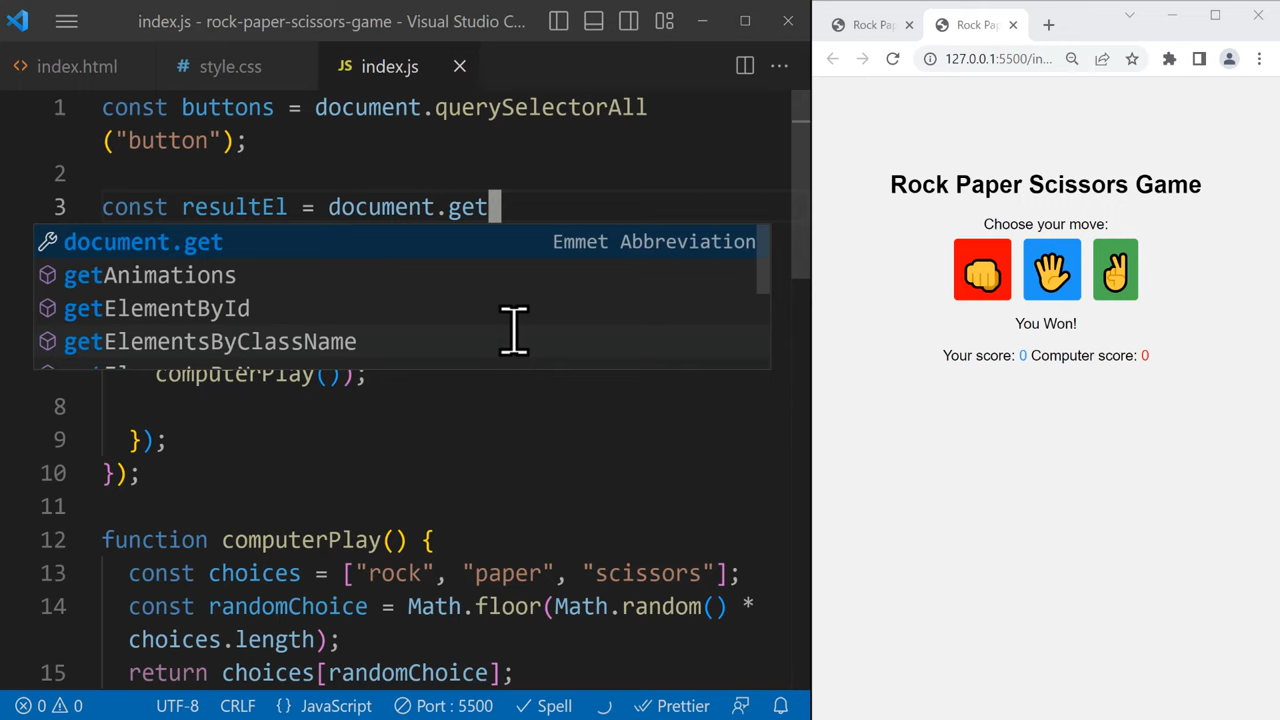 index.js - rock-paper-scissors-game - Visual Studio C...
index.html
style.css
JS index.js
1 const buttons = document.querySelectorAll
("button");
2
3 const resultEl = document.get
document.get Emmet Abbreviation
getAnimations
getElementById
getElementsByClassName
computerPlay());
8
9 });
10 });
11
12 function computerPlay() {
13 const choices = ["rock", "paper", "scissors"];
14 const randomChoice = Math.floor(Math.random() *
choices.length);
15 return choices[randomChoice];
0 0 UTF-8 CRLF {} JavaScript Port : 5500 Spell Prettier
Rock Pa
Rock Pa
127.0.0.1:5500/in...
Rock Paper Scissors Game
Choose your move:
You Won!
Your score: 0 Computer score: 0